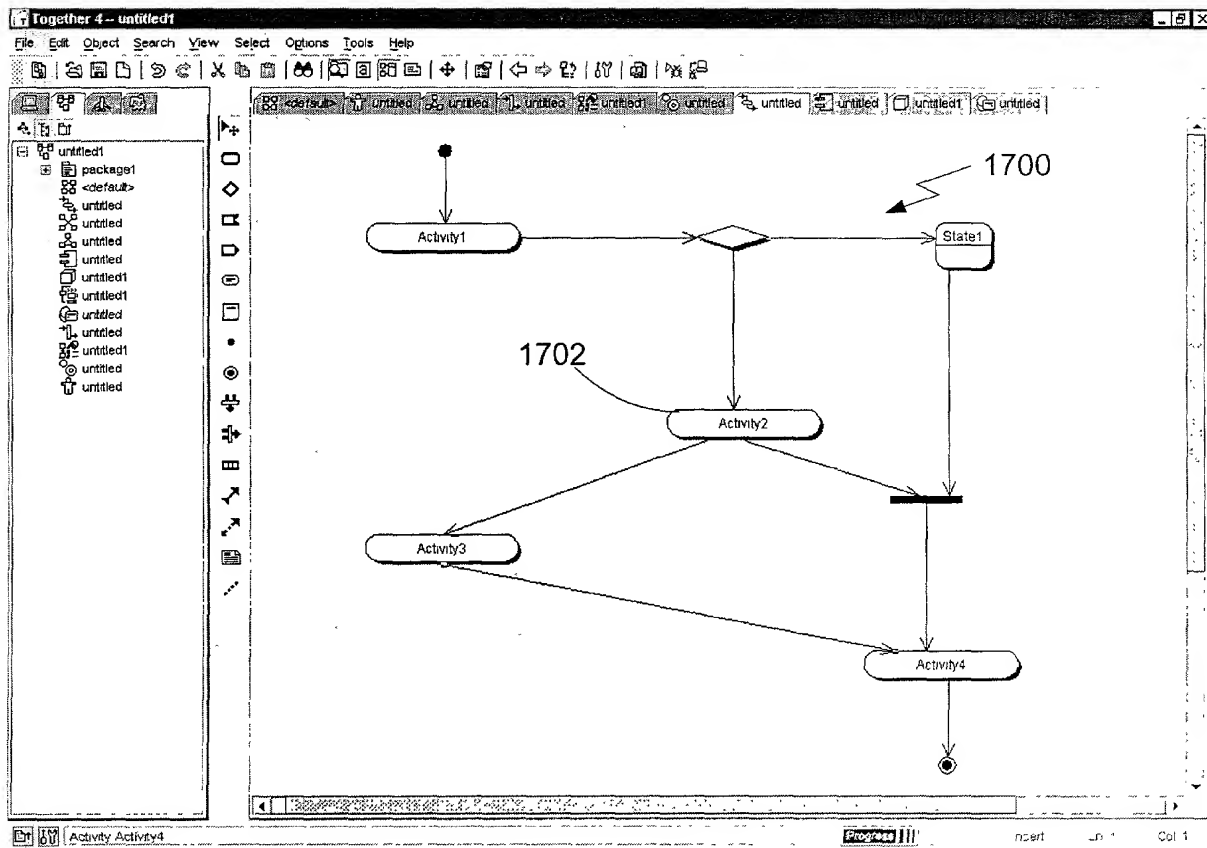 Together 4 -- untitled1
File Edit Object Search View Select Options Tools Help
<default> untitled untitled untitled untitled1 untitled untitled untitled untitled1 untitled
untitled1
package1
<default>
untitled
untitled
untitled
untitled
untitled1
untitled1
untitled
untitled
untitled1
untitled
untitled
1700
Activity1
State1
1702
Activity2
Activity3
Activity4
Activity Activity4
Progress
Col 1